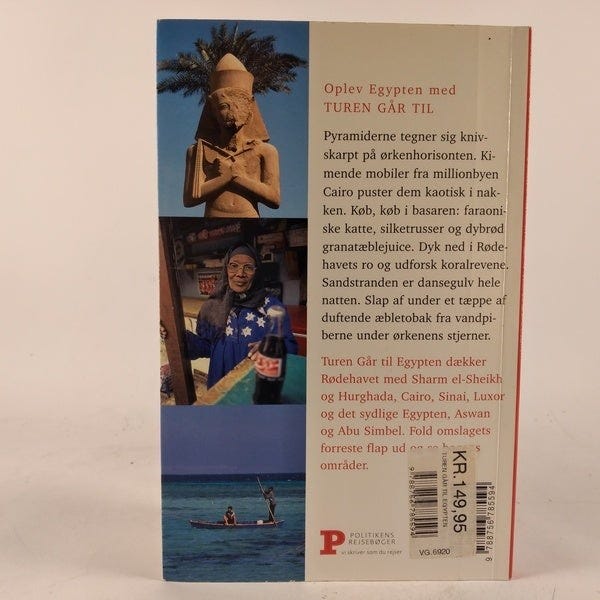 Oplev Egypten med
TUREN GÅR TIL
Pyramiderne tegner sig kniv-
skarpt på ørkenhorisonten. Ki-
mende mobiler fra millionbyen
Cairo puster dem kaotisk i nak-
ken. Køb, køb i basaren: faraoni-
ske katte, silketrusser og dybrød
granatæblejuice. Dyk ned i Røde-
havets ro og udforsk koralrevene.
Sandstranden er dansegulv hele
natten. Slap af under et tæppe af
duftende æbletobak fra vandpi-
berne under ørkenens stjerner.
Turen Går til Egypten dækker
Rødehavet med Sharm el-Sheikh
og Hurghada, Cairo, Sinai, Luxor
og det sydlige Egypten, Aswan
og Abu Simbel. Fold omslagets
forreste flap ud og se bogens
områder.
KR.149,95
TUREN GÅR TIL EGYPTEN
9788756785594
VG.6920
9 788756 785594
P POLITIKENS
REJSEBØGER
vi skriver som du rejser